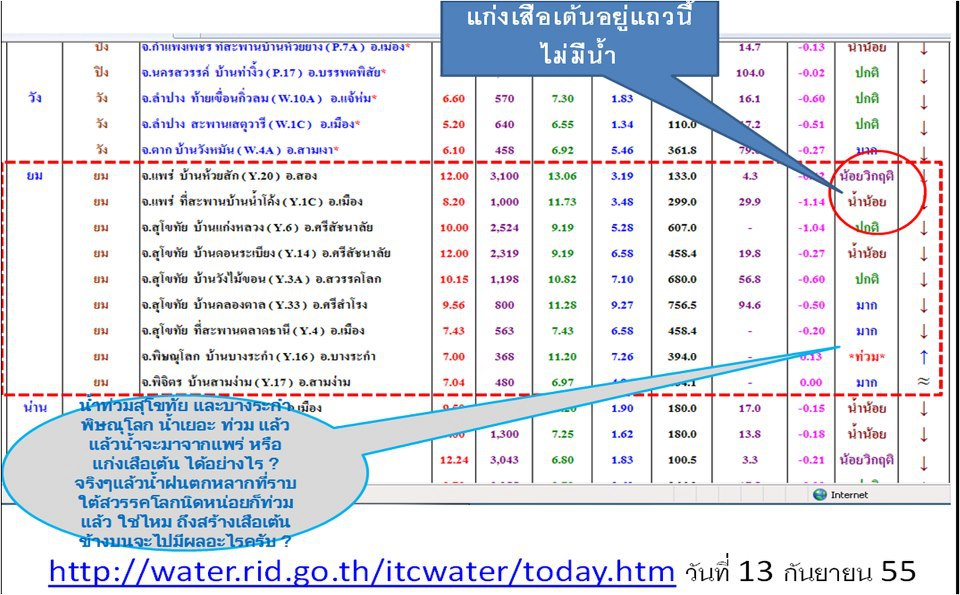 แก่งเสือเต้นอยู่แถวนี้
ไม่มีน้ำ
ปิง จ.กำแพงเพชร ที่สะพานบ้านห้วยยาง (P.7A) อ.เมือง* 14.7 -0.13 น้ำน้อย ↓
ปิง จ.นครสวรรค์ บ้านท่างิ้ว (P.17) อ.บรรพตพิสัย* 104.0 -0.02 ปกติ ↓
วัง วัง จ.ลำปาง ท้ายเขื่อนกิ่วลม (W.10A) อ.แจ้ห่ม* 6.60 570 7.30 1.83 16.1 -0.60 ปกติ ↓
วัง จ.ลำปาง สะพานเสตุวารี (W.1C) อ.เมือง* 5.20 640 6.55 1.34 110.0 17.2 -0.51 ปกติ ↓
วัง จ.ตาก บ้านวังหมัน (W.4A) อ.สามเงา* 6.10 458 6.92 5.46 361.8 -0.27 มาก ↓
ยม ยม จ.แพร่ บ้านห้วยสัก (Y.20) อ.สอง 12.00 3,100 13.06 3.19 133.0 4.3 น้อยวิกฤติ ↓
ยม จ.แพร่ ที่สะพานบ้านน้ำโค้ง (Y.1C) อ.เมือง 8.20 1,000 11.73 3.48 299.0 29.9 -1.14 น้ำน้อย ↓
ยม จ.สุโขทัย บ้านแก่งหลวง (Y.6) อ.ศรีสัชนาลัย 10.00 2,524 9.19 5.28 607.0 - -1.04 ปกติ ↓
ยม จ.สุโขทัย บ้านดอนระเบียง (Y.14) อ.ศรีสัชนาลัย 12.00 2,319 9.19 6.58 458.4 19.8 -0.27 น้ำน้อย ↓
ยม จ.สุโขทัย บ้านวังไม้ขอน (Y.3A) อ.สวรรคโลก 10.15 1,198 10.82 7.10 680.0 56.8 -0.60 ปกติ ↓
ยม จ.สุโขทัย บ้านคลองตาล (Y.33) อ.ศรีสำโรง 9.56 800 11.28 9.27 756.5 94.6 -0.50 มาก ↓
ยม จ.สุโขทัย ที่สะพานตลาดธานี (Y.4) อ.เมือง 7.43 563 7.43 6.58 458.4 - -0.20 มาก ↓
ยม จ.พิษณุโลก บ้านบางระกำ (Y.16) อ.บางระกำ 7.00 368 11.20 7.26 394.0 - 0.13 *ท่วม* ↑
ยม จ.พิจิตร บ้านสามง่าม (Y.17) อ.สามง่าม 7.04 480 6.97 0.00 มาก ≈
น่าน อ.เมือง 1.90 180.0 17.0 -0.15 น้ำน้อย ↓
1,300 7.25 1.62 180.0 13.8 -0.18 น้ำน้อย ↓
12.24 3,043 6.80 1.83 100.5 3.3 -0.21 น้อยวิกฤติ ↓
น้ำท่วมสุโขทัย และบางระกำ
พิษณุโลก น้ำเยอะ ท่วม แล้ว
แล้วน้ำจะมาจากแพร่ หรือ
แก่งเสือเต้น ได้อย่างไร ?
จริงๆแล้วน้ำฝนตกหลากที่ราบ
ใต้สวรรคโลกนิดหน่อยก็ท่วม
แล้ว ใช่ไหม ถึงสร้างเสือเต้น
ข้างบนจะไปมีผลอะไรครับ ?
Internet
http://water.rid.go.th/itcwater/today.htm วันที่ 13 กันยายน 55